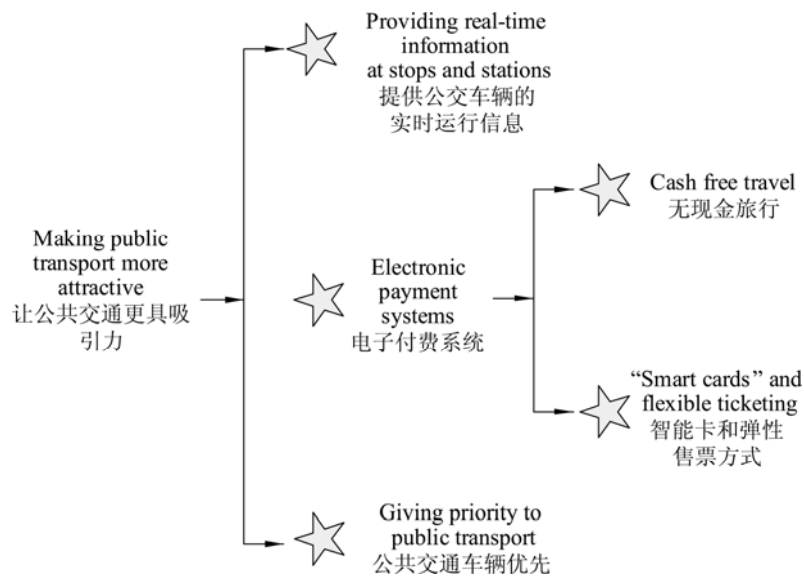 Making public
transport more
attractive
让公共交通更具吸
引力
Providing real-time
information
at stops and stations
提供公交车辆的
实时运行信息
Electronic
payment
systems
电子付费系统
Cash free travel
无现金旅行
“Smart cards” and
flexible ticketing
智能卡和弹性
售票方式
Giving priority to
public transport
公共交通车辆优先